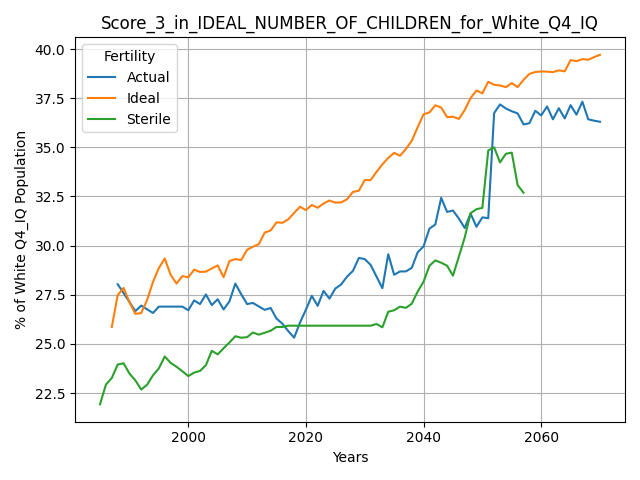 Score_3_in_IDEAL_NUMBER_OF_CHILDREN_for_White_Q4_IQ
Fertility
Actual
Ideal
Sterile
% of White Q4_IQ Population
40.0
37.5
35.0
32.5
30.0
27.5
25.0
22.5
2000
2020
2040
2060
Years